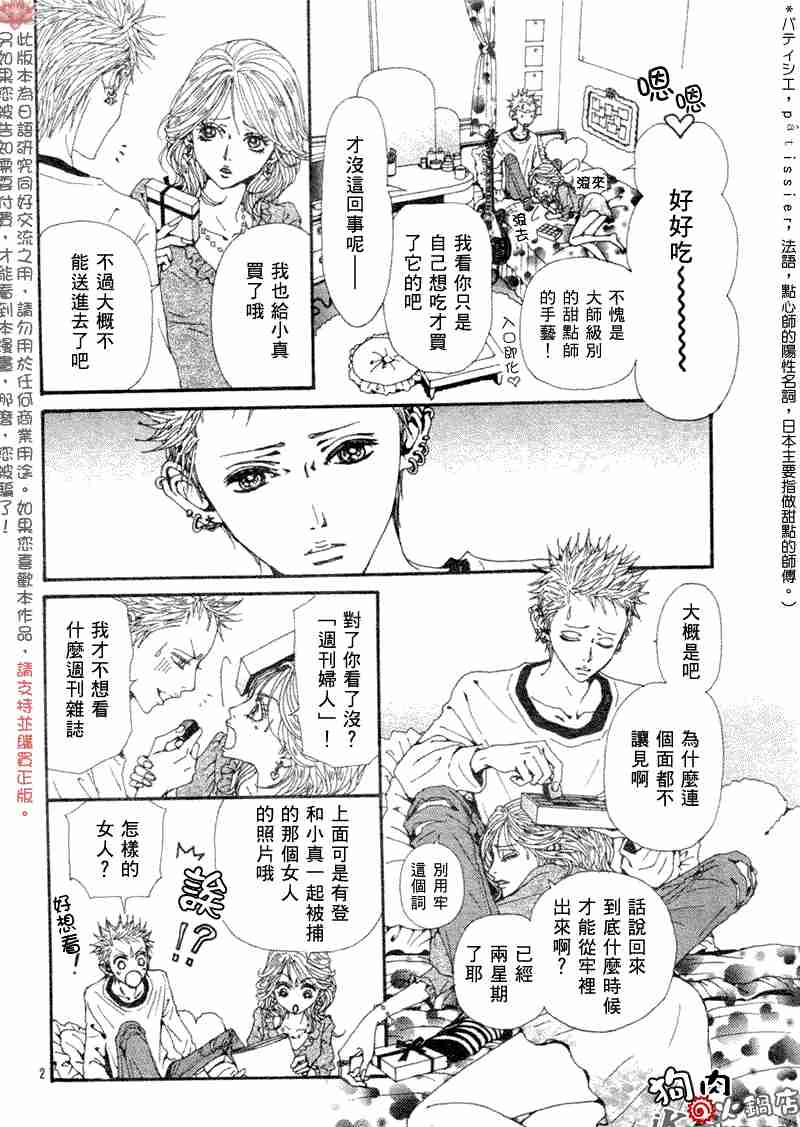 *パティシエ，pâtissier，法語，點心師的陽性名詞，日本主要指做甜點的師傅。）
嗯
嗯
好好吃
不愧是
大師級別
的甜點師
的手藝！
入口即化
滾來
滾去
我看你只是
自己想吃才買
了它的吧
才沒這回事呢
我也給小真
買了哦
不過大概不
能送進去了吧
大概是吧
為什麼連
個面都不
讓見啊
話說回來
到底什麼時候
才能從牢裡
出來啊？
別用牢
這個詞
已經
兩星期
了耶
對了你看了沒？
「週刊婦人」！
我才不想看
什麼週刊雜誌
上面可是有登
和小真一起被捕
的那個女人
的照片哦
誒
!?
怎樣的
女人？
好想看！
2
狗肉
火鍋店
此版本為日語研究同好交流之用，請勿用於任何商業用途。如果您喜歡本作品，請支持並購買正版。
如果您被告知需要付費，才能看到本漫畫，那麼，您被騙了！